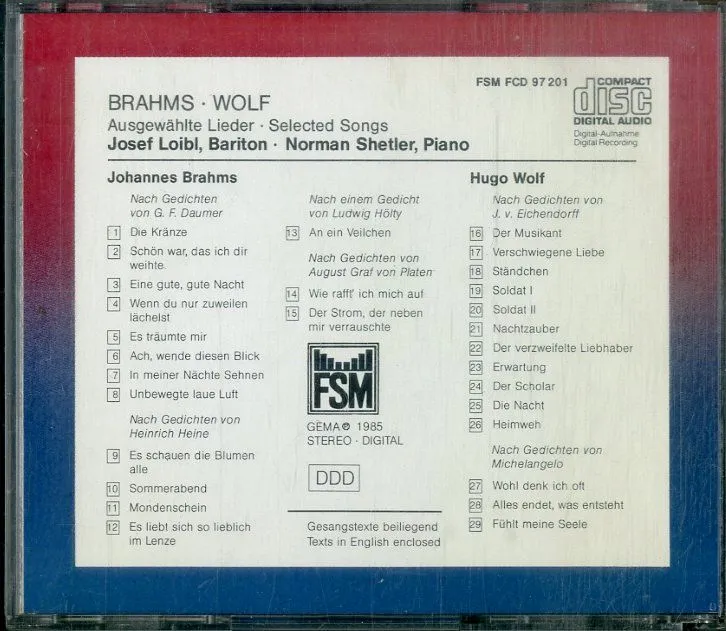 FSM FCD 97 201
COMPACT
disc
DIGITAL AUDIO
Digital-Aufnahme
Digital Recording
BRAHMS · WOLF
Ausgewählte Lieder · Selected Songs
Josef Loibl, Bariton · Norman Shetler, Piano
Johannes Brahms
Nach Gedichten
von G. F. Daumer
1 Die Kränze
2 Schön war, das ich dir
weihte.
3 Eine gute, gute Nacht
4 Wenn du nur zuweilen
lächelst
5 Es träumte mir
6 Ach, wende diesen Blick
7 In meiner Nächte Sehnen
8 Unbewegte laue Luft
Nach Gedichten von
Heinrich Heine
9 Es schauen die Blumen
alle
10 Sommerabend
11 Mondenschein
12 Es liebt sich so lieblich
im Lenze
Nach einem Gedicht
von Ludwig Hölty
13 An ein Veilchen
Nach Gedichten von
August Graf von Platen
14 Wie rafft' ich mich auf
15 Der Strom, der neben
mir verrauschte
FSM
GEMA ℗ 1985
STEREO · DIGITAL
DDD
Gesangstexte beiliegend
Texts in English enclosed
Hugo Wolf
Nach Gedichten von
J. v. Eichendorff
16 Der Musikant
17 Verschwiegene Liebe
18 Ständchen
19 Soldat I
20 Soldat II
21 Nachtzauber
22 Der verzweifelte Liebhaber
23 Erwartung
24 Der Scholar
25 Die Nacht
26 Heimweh
Nach Gedichten von
Michelangelo
27 Wohl denk ich oft
28 Alles endet, was entsteht
29 Fühlt meine Seele